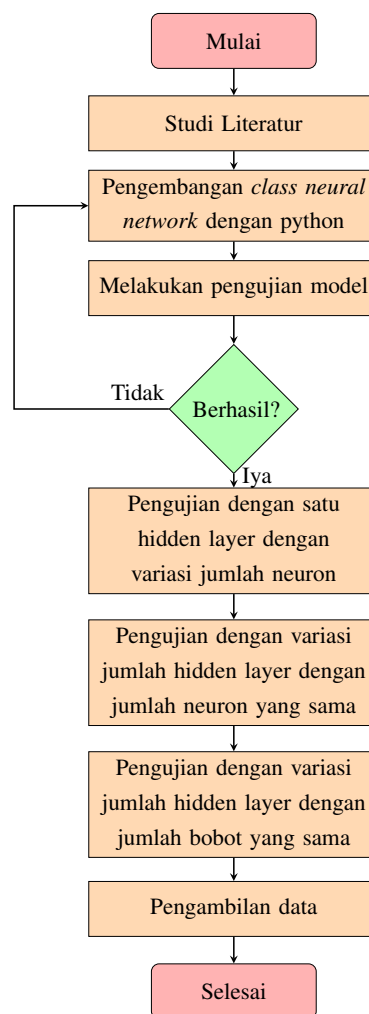 Mulai
Studi Literatur
Pengembangan class neural
network dengan python
Melakukan pengujian model
Tidak
Berhasil?
Iya
Pengujian dengan satu
hidden layer dengan
variasi jumlah neuron
Pengujian dengan variasi
jumlah hidden layer dengan
jumlah neuron yang sama
Pengujian dengan variasi
jumlah hidden layer dengan
jumlah bobot yang sama
Pengambilan data
Selesai